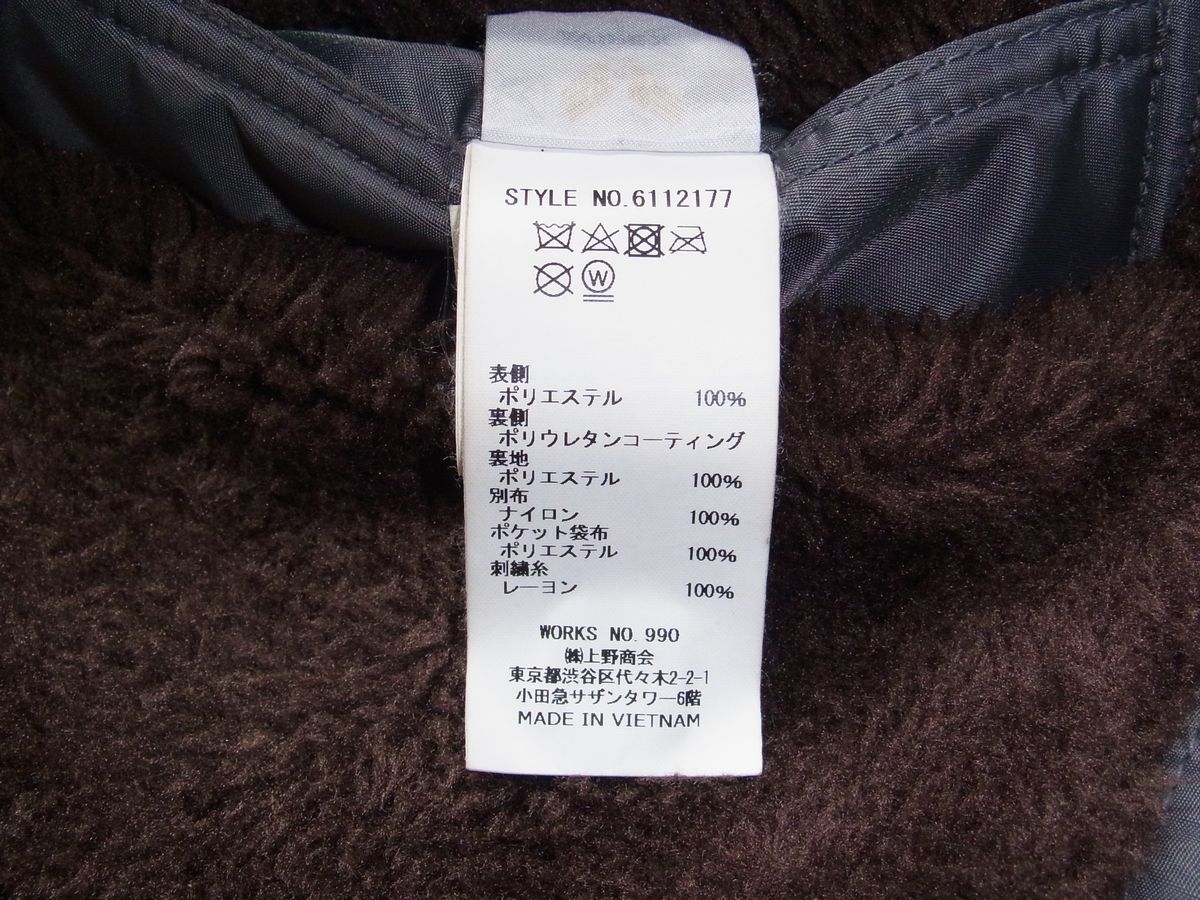 STYLE NO.6112177
W
表側
ポリエステル 100%
裏側
ポリウレタンコーティング
裏地
ポリエステル 100%
別布
ナイロン 100%
ポケット袋布
ポリエステル 100%
刺繍糸
レーヨン 100%
WORKS NO. 990
㈱上野商会
東京都渋谷区代々木2-2-1
小田急サザンタワー6階
MADE IN VIETNAM